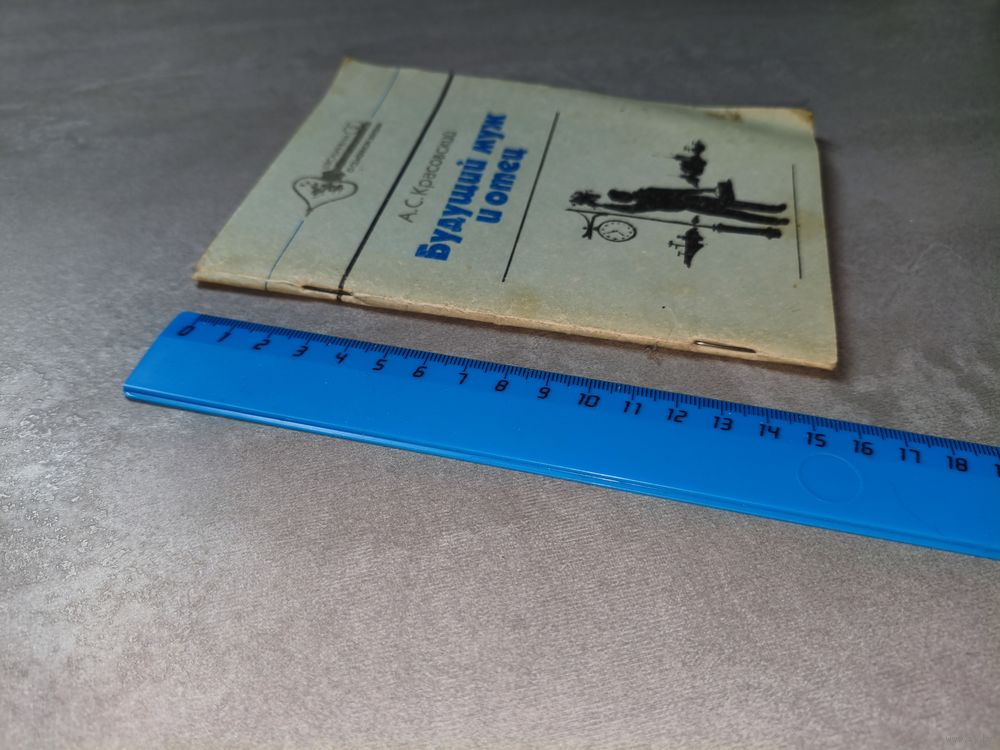 А.С.Красовский
Будущий муж
и отец
0 1 2 3 4 5 6 7 8 9 10 11 12 13 14 15 16 17 18